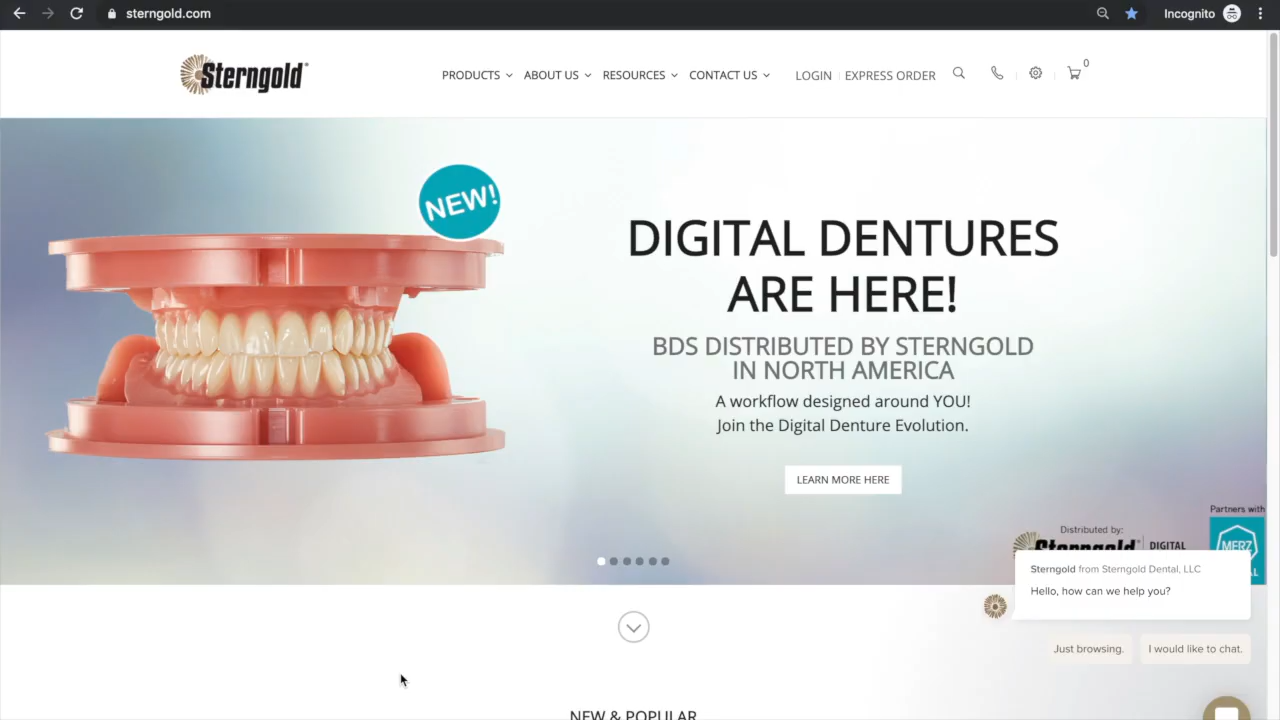 sterngold.com
Incognito
Sterngold®
PRODUCTS
ABOUT US
RESOURCES
CONTACT US
LOGIN
EXPRESS ORDER
0
NEW!
DIGITAL DENTURES
ARE HERE!
BDS DISTRIBUTED BY STERNGOLD
IN NORTH AMERICA
A workflow designed around YOU!
Join the Digital Denture Evolution.
LEARN MORE HERE
Partners with
Distributed by:
Sterngold
DIGITAL
MERZ
Sterngold from Sterngold Dental, LLC
Hello, how can we help you?
Just browsing.
I would like to chat.
NEW & POPULAR